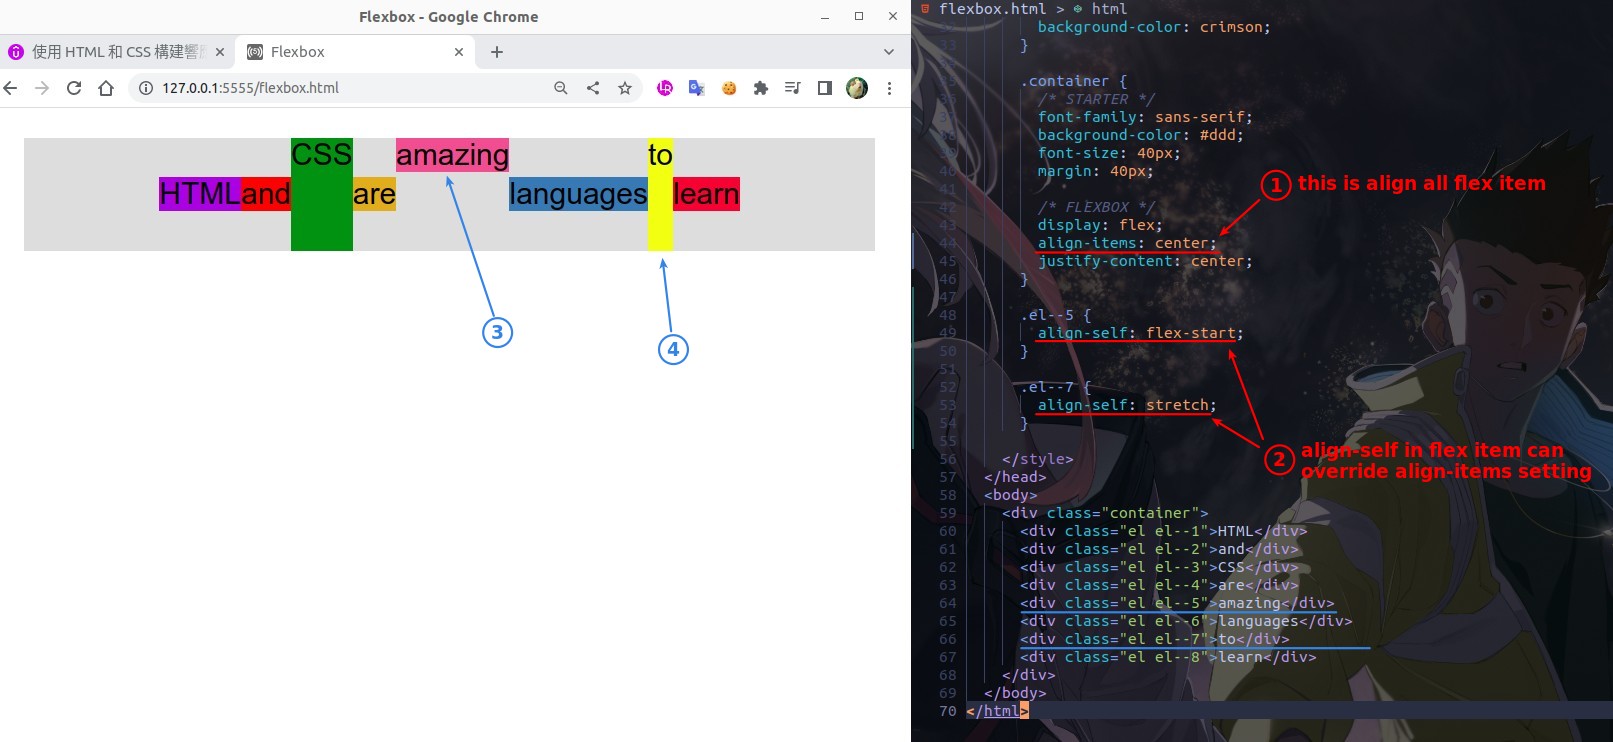 Flexbox - Google Chrome
使用 HTML 和 CSS 構建響
Flexbox
127.0.0.1:5555/flexbox.html
CSS
amazing
to
HTML
and
are
languages
learn
3
4
flexbox.html > html
background-color: crimson;
33 }
.container {
/* STARTER */
font-family: sans-serif;
background-color: #ddd;
font-size: 40px;
40 margin: 40px;
41
42 /* FLEXBOX */
43 display: flex;
44 align-items: center;
45 justify-content: center;
46 }
47
48 .el--5 {
49 align-self: flex-start;
50 }
51
52 .el--7 {
53 align-self: stretch;
54 }
55
56 </style>
57 </head>
58 <body>
59 <div class="container">
60 <div class="el el--1">HTML</div>
61 <div class="el el--2">and</div>
62 <div class="el el--3">CSS</div>
63 <div class="el el--4">are</div>
64 <div class="el el--5">amazing</div>
65 <div class="el el--6">languages</div>
66 <div class="el el--7">to</div>
67 <div class="el el--8">learn</div>
68 </div>
69 </body>
70 </html>
1 this is align all flex item
2 align-self in flex item can
override align-items setting